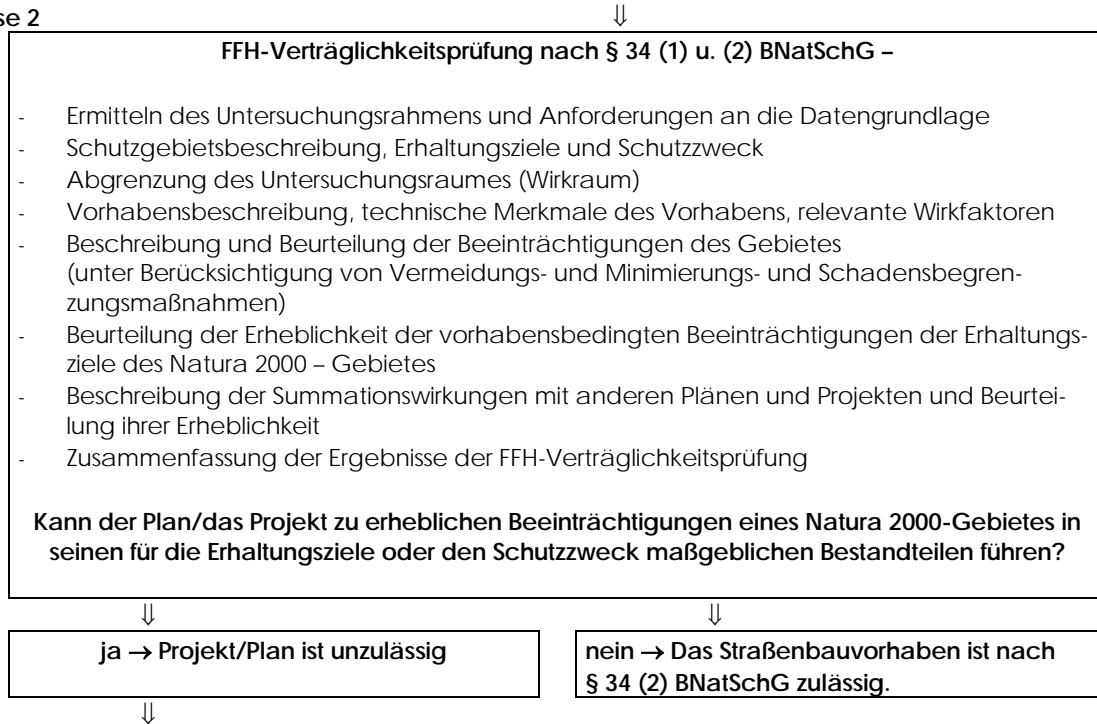 se 2
⇓
FFH-Verträglichkeitsprüfung nach § 34 (1) u. (2) BNatSchG –
- Ermitteln des Untersuchungsrahmens und Anforderungen an die Datengrundlage
- Schutzgebietsbeschreibung, Erhaltungsziele und Schutzzweck
- Abgrenzung des Untersuchungsraumes (Wirkraum)
- Vorhabensbeschreibung, technische Merkmale des Vorhabens, relevante Wirkfaktoren
- Beschreibung und Beurteilung der Beeinträchtigungen des Gebietes
(unter Berücksichtigung von Vermeidungs- und Minimierungs- und Schadensbegren-
zungsmaßnahmen)
- Beurteilung der Erheblichkeit der vorhabensbedingten Beeinträchtigungen der Erhaltungs-
ziele des Natura 2000 – Gebietes
- Beschreibung der Summationswirkungen mit anderen Plänen und Projekten und Beurtei-
lung ihrer Erheblichkeit
- Zusammenfassung der Ergebnisse der FFH-Verträglichkeitsprüfung
Kann der Plan/das Projekt zu erheblichen Beeinträchtigungen eines Natura 2000-Gebietes in
seinen für die Erhaltungsziele oder den Schutzzweck maßgeblichen Bestandteilen führen?
⇓ ⇓
ja → Projekt/Plan ist unzulässig
nein → Das Straßenbauvorhaben ist nach
§ 34 (2) BNatSchG zulässig.
⇓